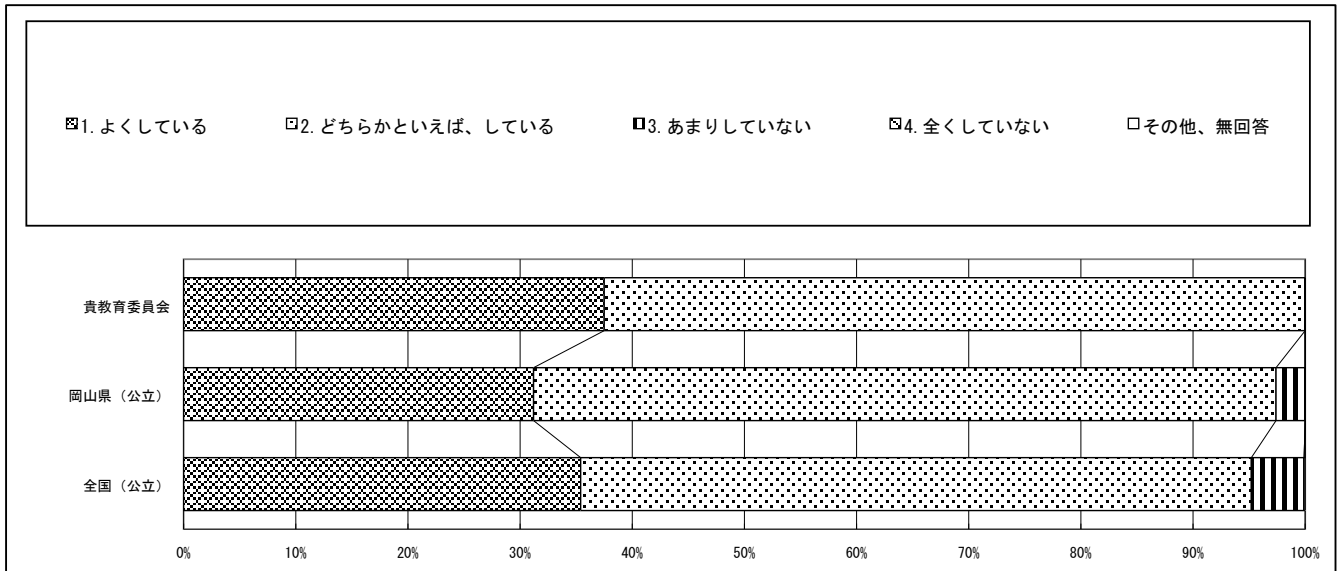 1. よくしている 2. どちらかといえば、している 3. あまりしていない 4. 全くしていない その他、無回答
貴教育委員会
岡山県（公立）
全国（公立）
0% 10% 20% 30% 40% 50% 60% 70% 80% 90% 100%